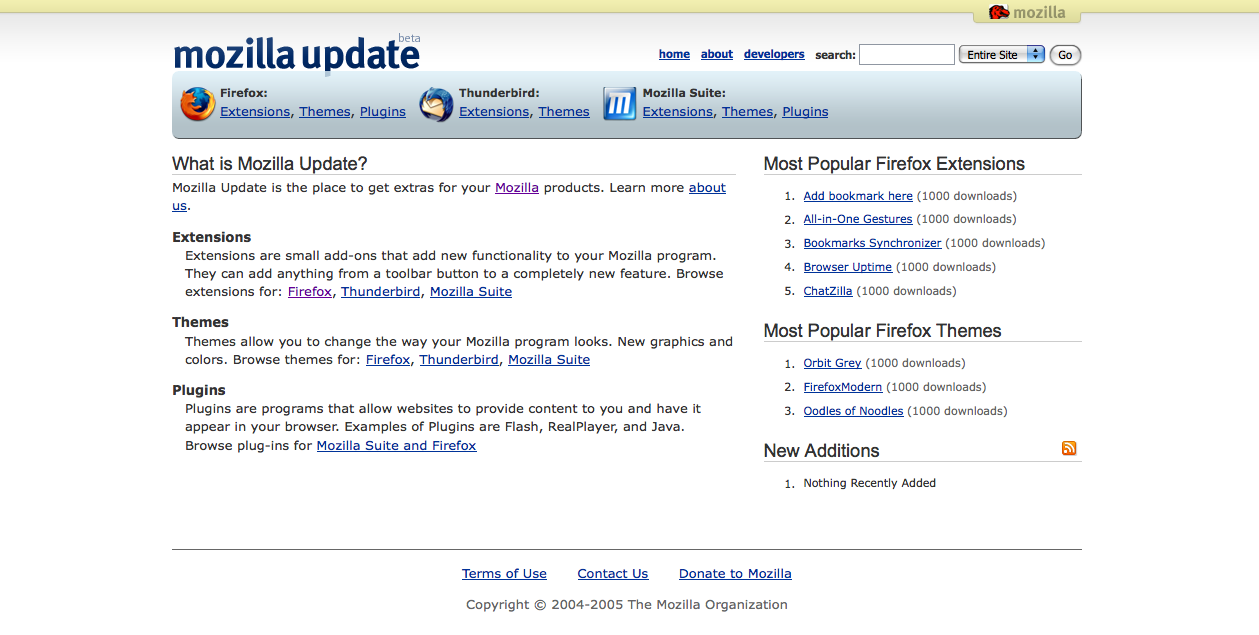 mozilla
mozilla update beta
home about developers search: Entire Site Go
Firefox:
Extensions, Themes, Plugins
Thunderbird:
Extensions, Themes
Mozilla Suite:
Extensions, Themes, Plugins
What is Mozilla Update?
Mozilla Update is the place to get extras for your Mozilla products. Learn more about
us.
Extensions
Extensions are small add-ons that add new functionality to your Mozilla program.
They can add anything from a toolbar button to a completely new feature. Browse
extensions for: Firefox, Thunderbird, Mozilla Suite
Themes
Themes allow you to change the way your Mozilla program looks. New graphics and
colors. Browse themes for: Firefox, Thunderbird, Mozilla Suite
Plugins
Plugins are programs that allow websites to provide content to you and have it
appear in your browser. Examples of Plugins are Flash, RealPlayer, and Java.
Browse plug-ins for Mozilla Suite and Firefox
Most Popular Firefox Extensions
1. Add bookmark here (1000 downloads)
2. All-in-One Gestures (1000 downloads)
3. Bookmarks Synchronizer (1000 downloads)
4. Browser Uptime (1000 downloads)
5. ChatZilla (1000 downloads)
Most Popular Firefox Themes
1. Orbit Grey (1000 downloads)
2. FirefoxModern (1000 downloads)
3. Oodles of Noodles (1000 downloads)
New Additions
1. Nothing Recently Added
Terms of Use Contact Us Donate to Mozilla
Copyright © 2004-2005 The Mozilla Organization